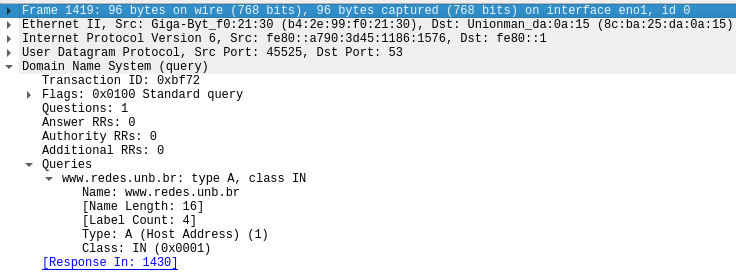 Frame 1419: 96 bytes on wire (768 bits), 96 bytes captured (768 bits) on interface eno1, id 0
Ethernet II, Src: Giga-Byt_f0:21:30 (b4:2e:99:f0:21:30), Dst: Unionman_da:0a:15 (8c:ba:25:da:0a:15)
Internet Protocol Version 6, Src: fe80::a790:3d45:1186:1576, Dst: fe80::1
User Datagram Protocol, Src Port: 45525, Dst Port: 53
Domain Name System (query)
Transaction ID: 0xbf72
Flags: 0x0100 Standard query
Questions: 1
Answer RRs: 0
Authority RRs: 0
Additional RRs: 0
Queries
www.redes.unb.br: type A, class IN
Name: www.redes.unb.br
[Name Length: 16]
[Label Count: 4]
Type: A (Host Address) (1)
Class: IN (0x0001)
[Response In: 1430]